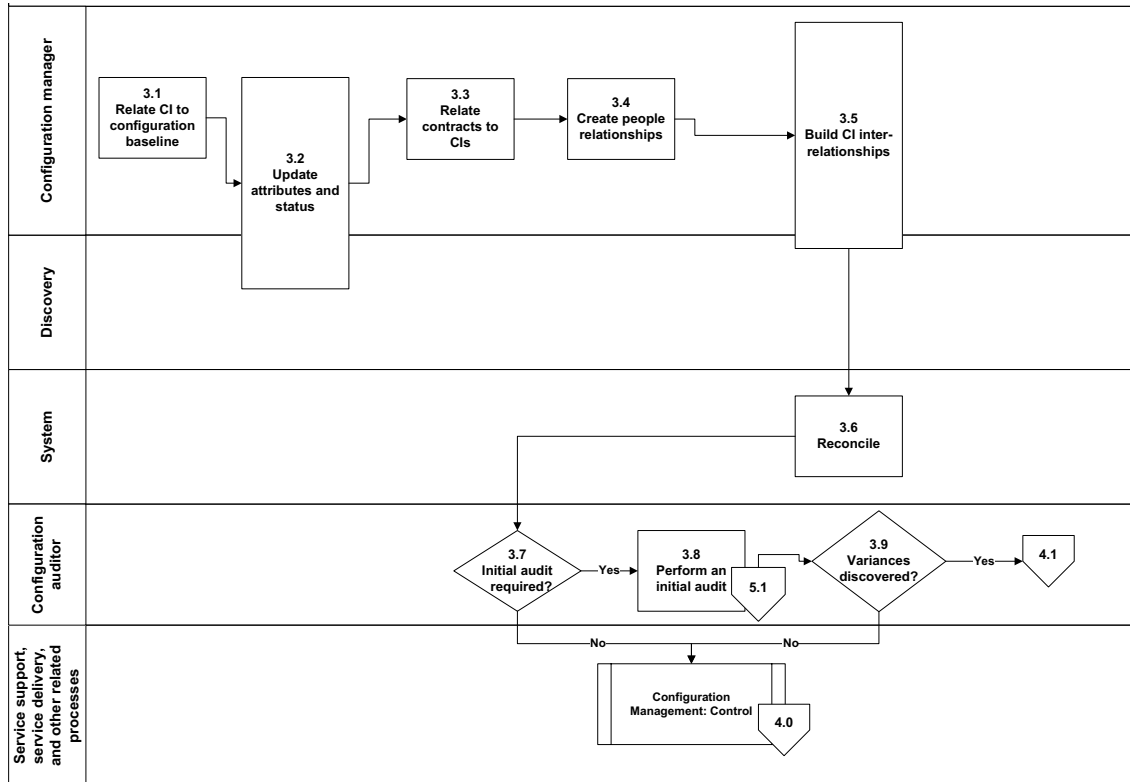 Configuration manager
3.1
Relate CI to
configuration
baseline
3.2
Update
attributes and
status
3.3
Relate
contracts to
CIs
3.4
Create people
relationships
3.5
Build CI inter-
relationships
Discovery
System
3.6
Reconcile
Configuration
auditor
3.7
Initial audit
required?
Yes
3.8
Perform an
initial audit
5.1
3.9
Variances
discovered?
Yes
4.1
No
No
Service support,
service delivery,
and other related
processes
Configuration
Management: Control
4.0